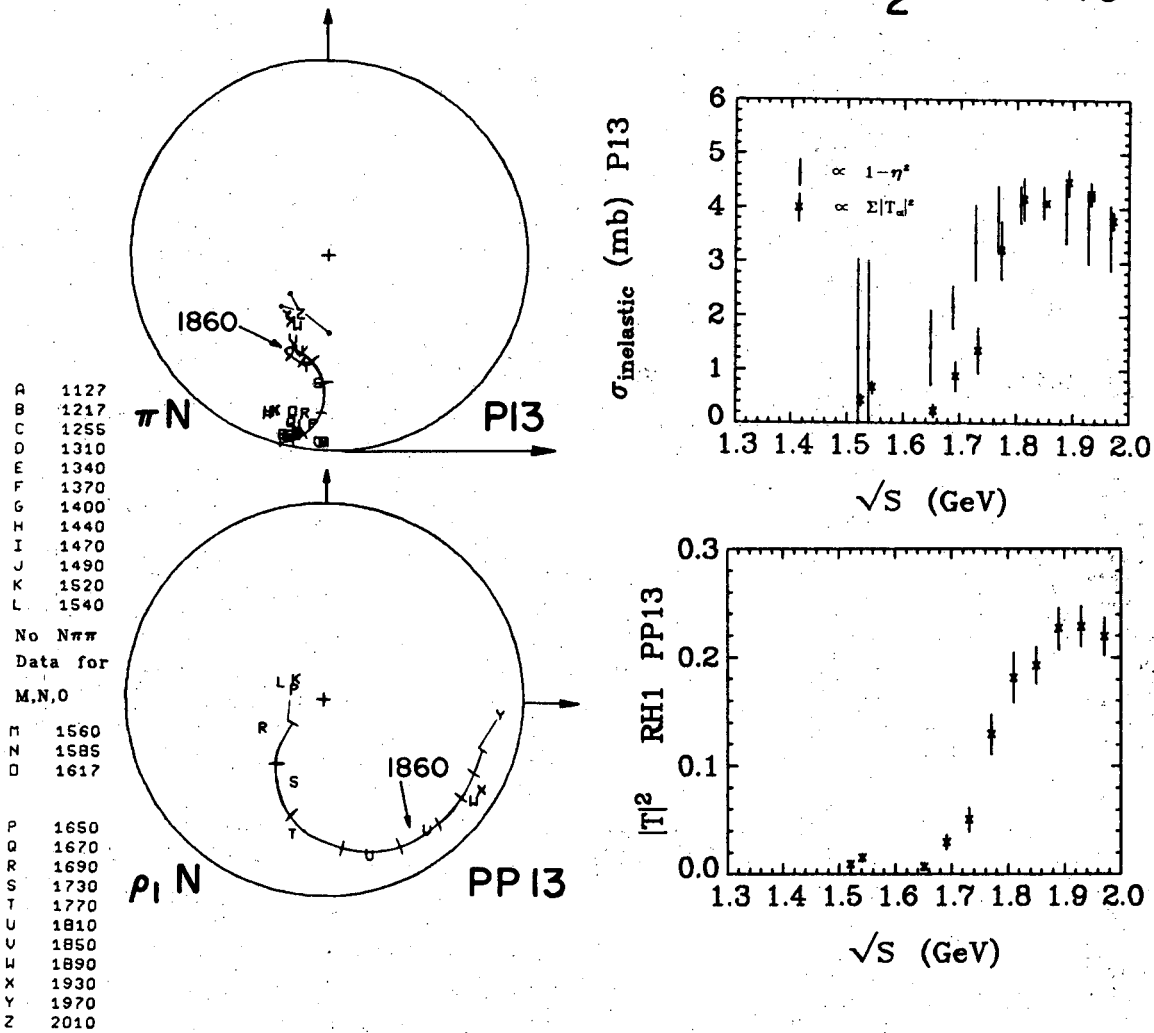 2
1860
πN
P13
A 1127
B 1217
C 1255
D 1310
E 1340
F 1370
G 1400
H 1440
I 1470
J 1490
K 1520
L 1540
No Nππ
Data for
M,N,O
M 1560
N 1585
O 1617
P 1650
Q 1670
R 1690
S 1730
T 1770
U 1810
V 1850
W 1890
X 1930
Y 1970
Z 2010
L K
P
R
S
T
U
U
W X
Y
1860
ρ₁ N
PP13
σinelastic (mb) P13
6
5
4
3
2
1
0
∝ 1-η²
∝ Σ|Tα|²
1.3 1.4 1.5 1.6 1.7 1.8 1.9 2.0
√S (GeV)
|T|² RH1 PP13
0.3
0.2
0.1
0.0
1.3 1.4 1.5 1.6 1.7 1.8 1.9 2.0
√S (GeV)